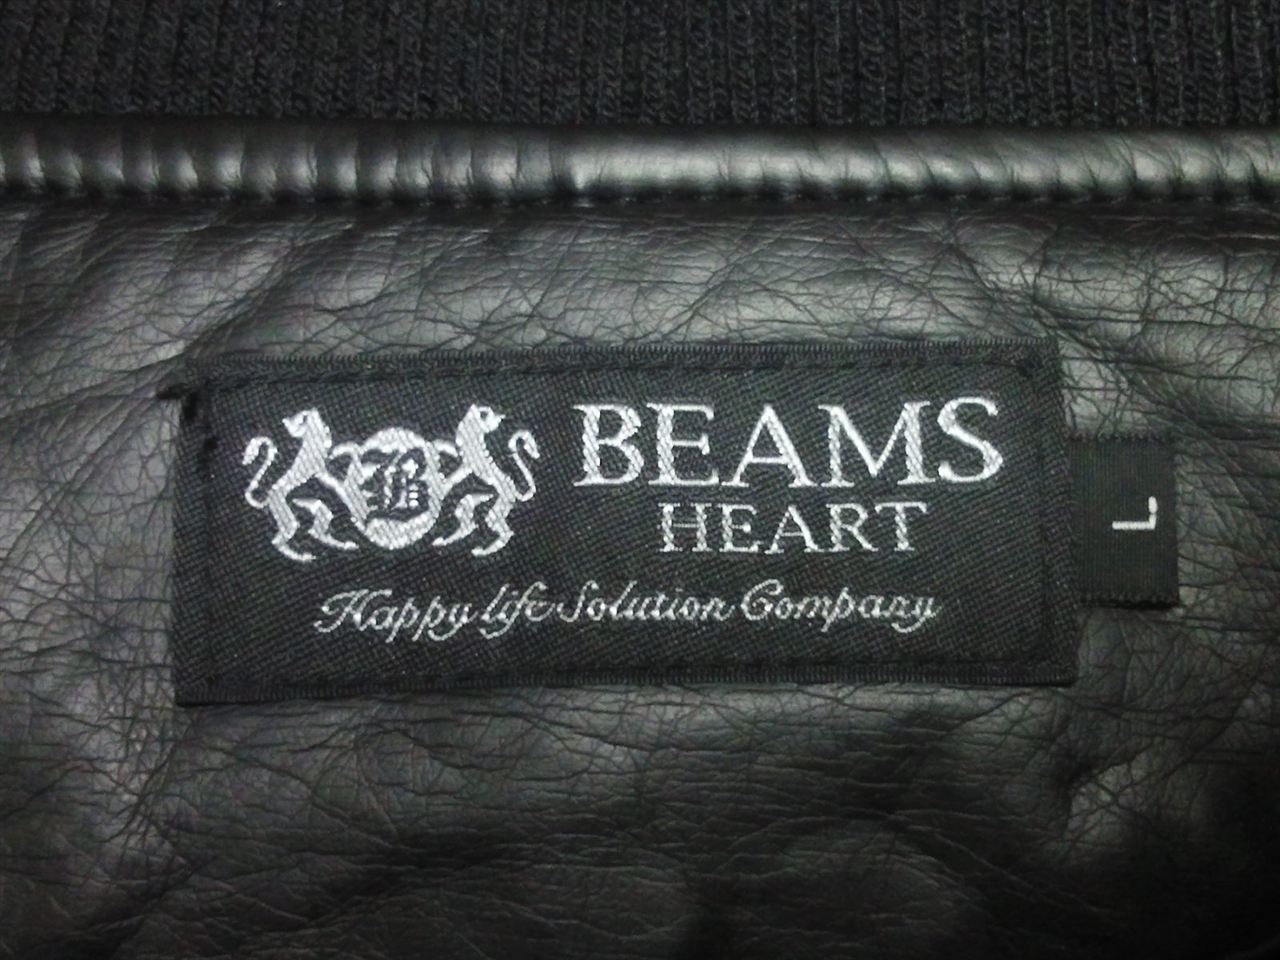 B
BEAMS
HEART
Happy life Solution Company
L